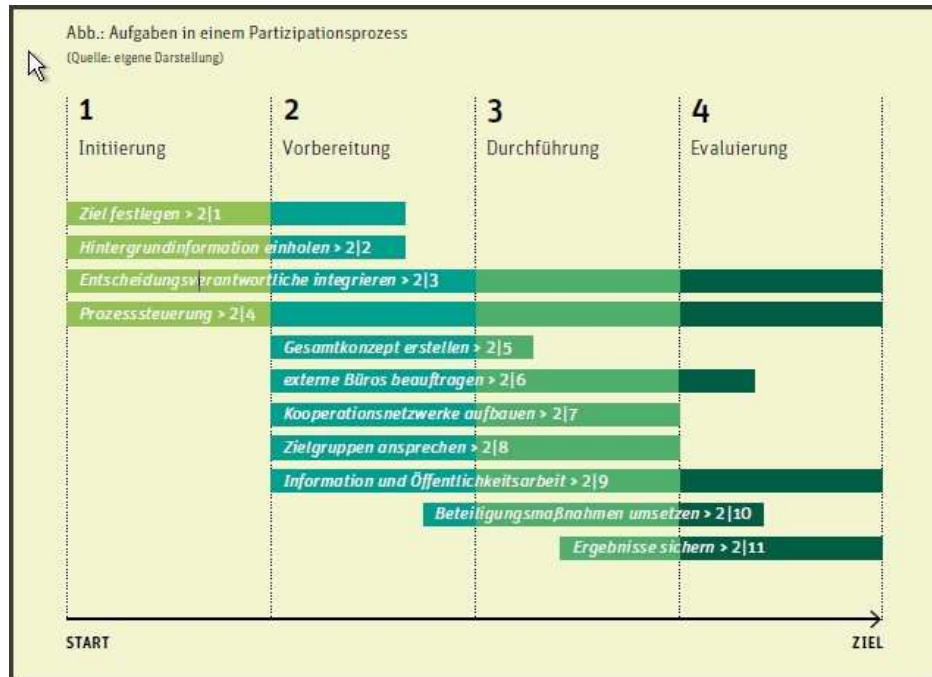 Abb.: Aufgaben in einem Partizipationsprozess
(Quelle: eigene Darstellung)
1
Initiierung
2
Vorbereitung
3
Durchführung
4
Evaluierung
Ziel festlegen > 2|1
Hintergrundinformation einholen > 2|2
Entscheidungsverantwortliche integrieren > 2|3
Prozesssteuerung > 2|4
Gesamtkonzept erstellen > 2|5
externe Büros beauftragen > 2|6
Kooperationsnetzwerke aufbauen > 2|7
Zielgruppen ansprechen > 2|8
Information und Öffentlichkeitsarbeit > 2|9
Beteiligungsmaßnahmen umsetzen > 2|10
Ergebnisse sichern > 2|11
START
ZIEL